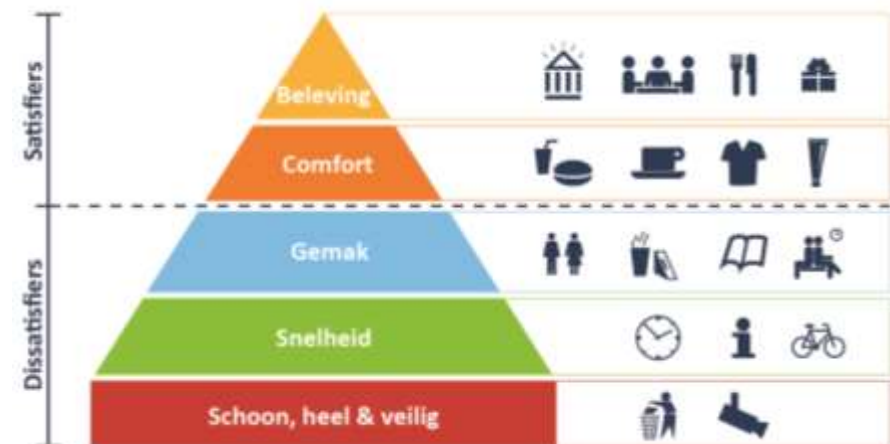 Satisfiers
Beleving
Comfort
Dissatisfiers
Gemak
Snelheid
Schoon, heel & veilig